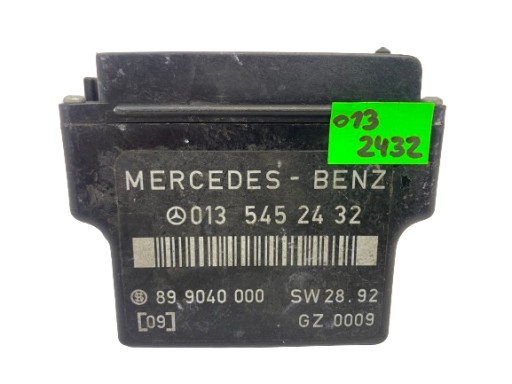 013
2432
MERCEDES - BENZ
013 545 24 32
89 9040 000 SW 28.92
[09] GZ 0009